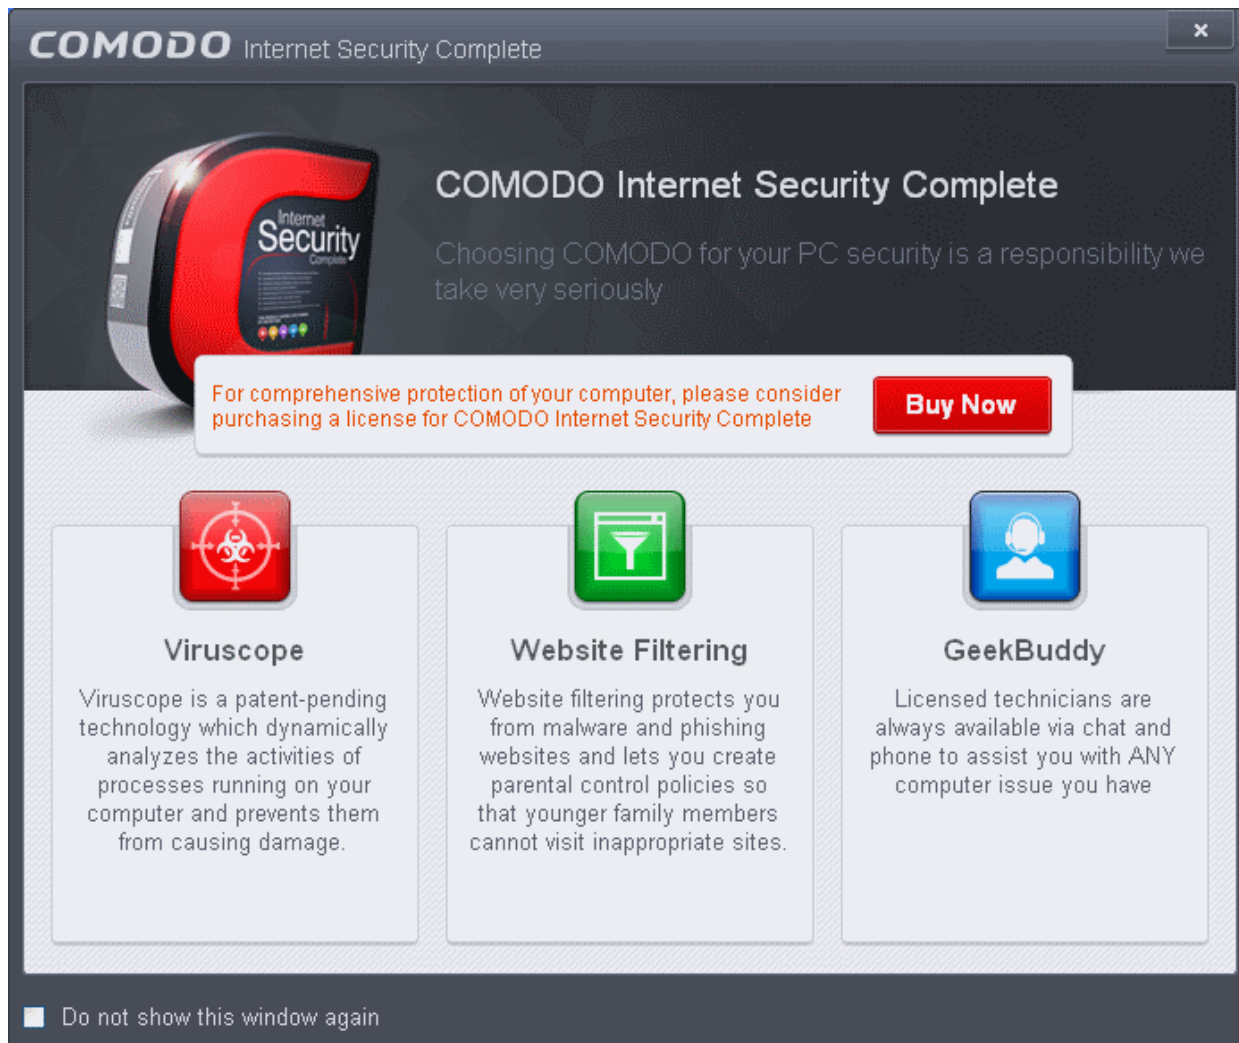 COMODO Internet Security Complete
COMODO Internet Security Complete
Choosing COMODO for your PC security is a responsibility we
take very seriously
Internet
Security
Complete
For comprehensive protection of your computer, please consider
purchasing a license for COMODO Internet Security Complete
Buy Now
Viruscope
Viruscope is a patent-pending
technology which dynamically
analyzes the activities of
processes running on your
computer and prevents them
from causing damage.
Website Filtering
Website filtering protects you
from malware and phishing
websites and lets you create
parental control policies so
that younger family members
cannot visit inappropriate sites.
GeekBuddy
Licensed technicians are
always available via chat and
phone to assist you with ANY
computer issue you have
Do not show this window again